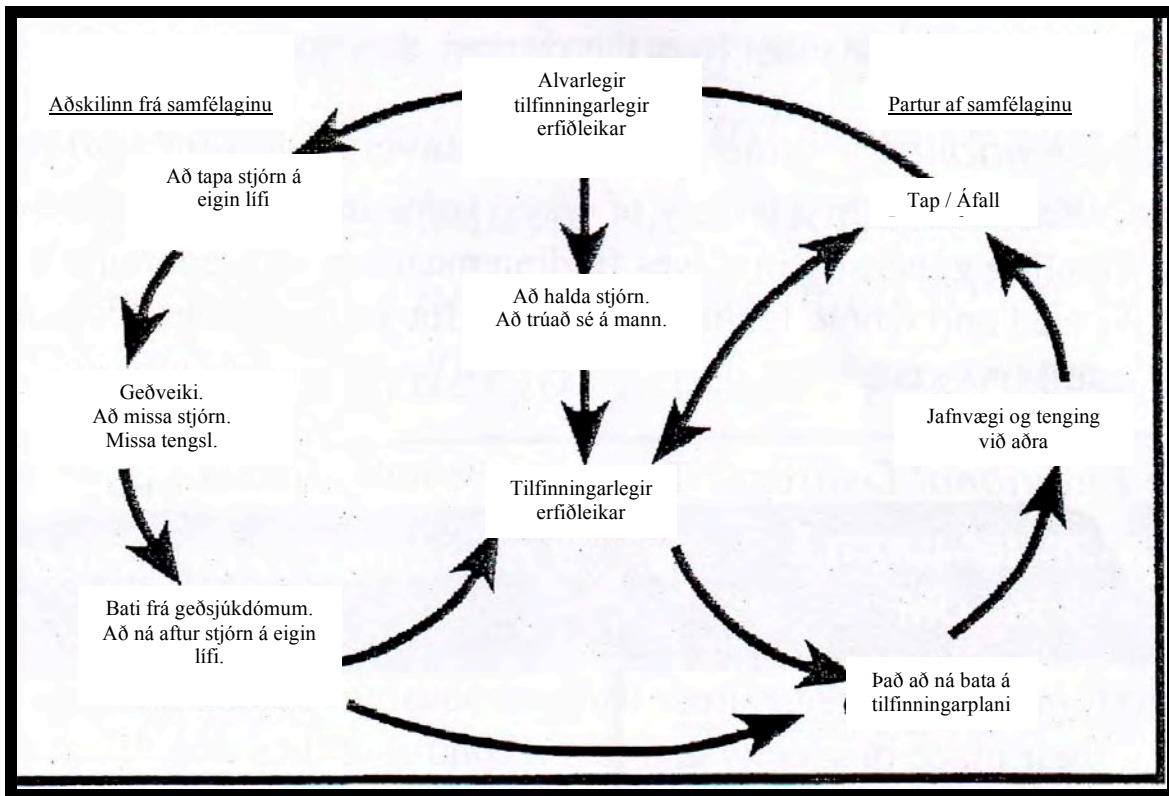 Alvarlegir
tilfinningarlegir
erfiðleikar
Aðskilinn frá samfélaginu
Partur af samfélaginu
Að tapa stjórn á
eigin lífi
Tap / Áfall
Að halda stjórn.
Að trúað sé á mann.
Geðveiki.
Að missa stjórn.
Missa tengsl.
Jafnvægi og tenging
við aðra
Tilfinningarlegir
erfiðleikar
Bati frá geðsjúkdómum.
Að ná aftur stjórn á eigin
lífi.
Það að ná bata á
tilfinningarplani